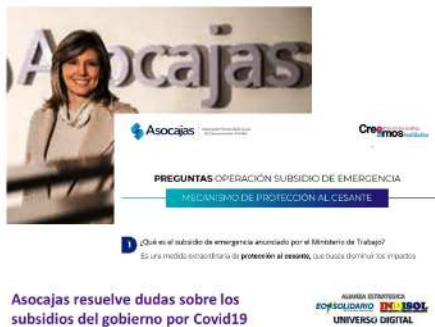 Asocajas
Asocajas
Creemos
PREGUNTAS OPERACIÓN SUBSIDIO DE EMERGENCIA
MECANISMO DE PROTECCIÓN AL CESANTE
1 ¿Qué es el subsidio de emergencia anunciado por el Ministerio de Trabajo?
Es una medida extraordinaria de protección al cesante, que busca disminuir los impactos
Asocajas resuelve dudas sobre los
subsidios del gobierno por Covid19
ALIANZA ESTRATEGICA
ECOSOLIDARIO INDISOL
UNIVERSO DIGITAL